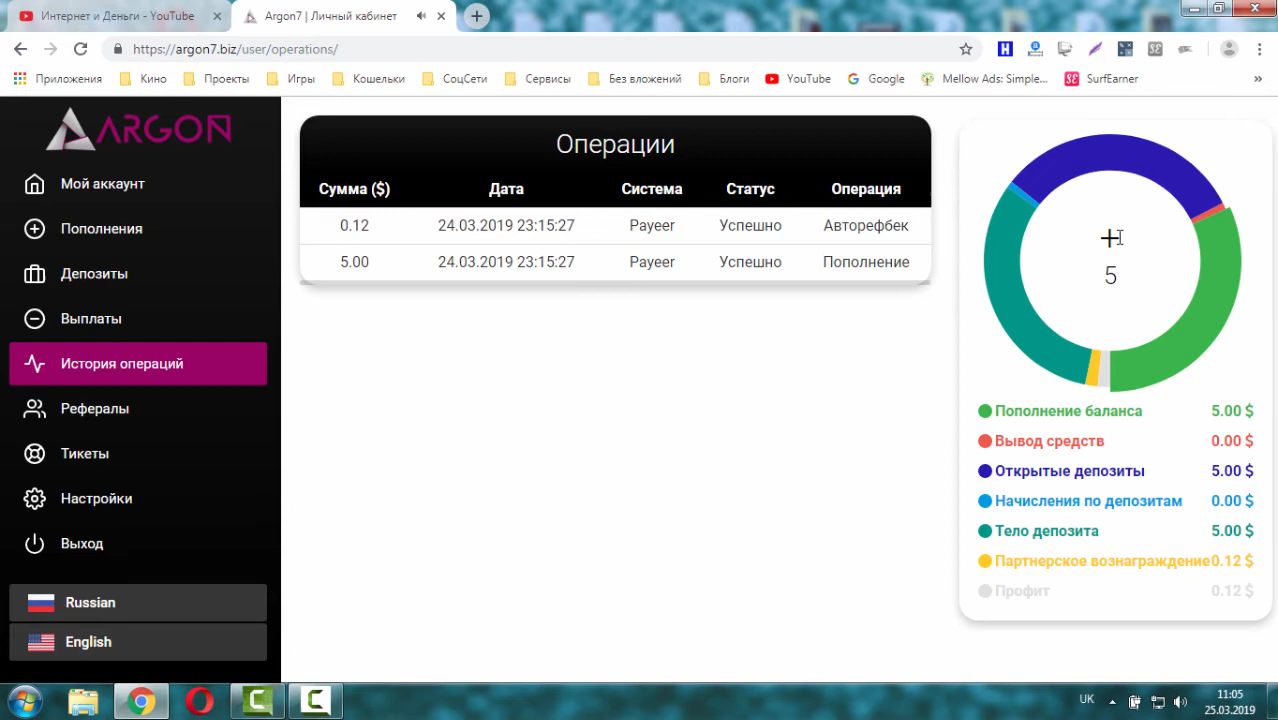 Интернет и Деньги - YouTube
Argon7 | Личный кабинет
https://argon7.biz/user/operations/
Приложения Кино Проекты Игры Кошельки СоцСети Сервисы Без вложений Блоги YouTube Google Mellow Ads: Simple... SurfEarner »
ARGON
Мой аккаунт
Пополнения
Депозиты
Выплаты
История операций
Рефералы
Тикеты
Настройки
Выход
Russian
English
Операции
Сумма ($) Дата Система Статус Операция
0.12 24.03.2019 23:15:27 Payeer Успешно Авторефбек
5.00 24.03.2019 23:15:27 Payeer Успешно Пополнение
+
5
Пополнение баланса 5.00 $
Вывод средств 0.00 $
Открытые депозиты 5.00 $
Начисления по депозитам 0.00 $
Тело депозита 5.00 $
Партнерское вознаграждение 0.12 $
Профит 0.12 $
UK
11:05
25.03.2019